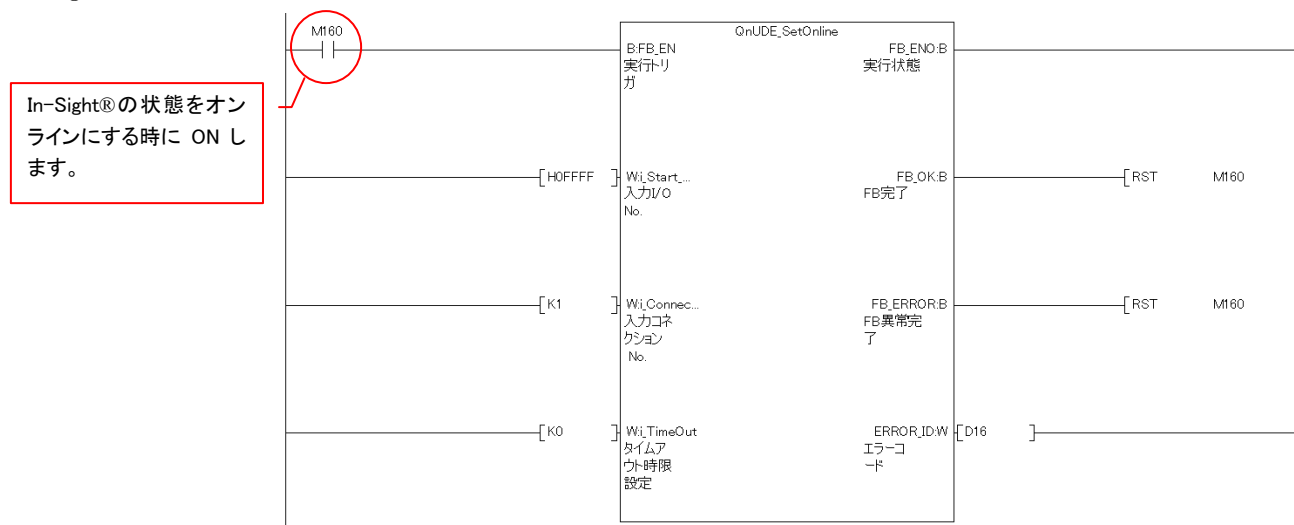 M160
QnUDE_SetOnline
B:FB_EN
実行トリ
ガ
FB_ENO:B
実行状態
In-Sight®の状態をオン
ラインにする時に ON し
ます。
[H0FFFF ]
W:i_Start_...
入力I/O
No.
FB_OK:B
FB完了
[RST M160
[K1 ]
W:i_Connec...
入力コネ
クション
No.
FB_ERROR:B
FB異常完
了
[RST M160
[K0 ]
W:i_TimeOut
タイムア
ウト時限
設定
ERROR_ID:W
エラーコ
ード
[D16 ]